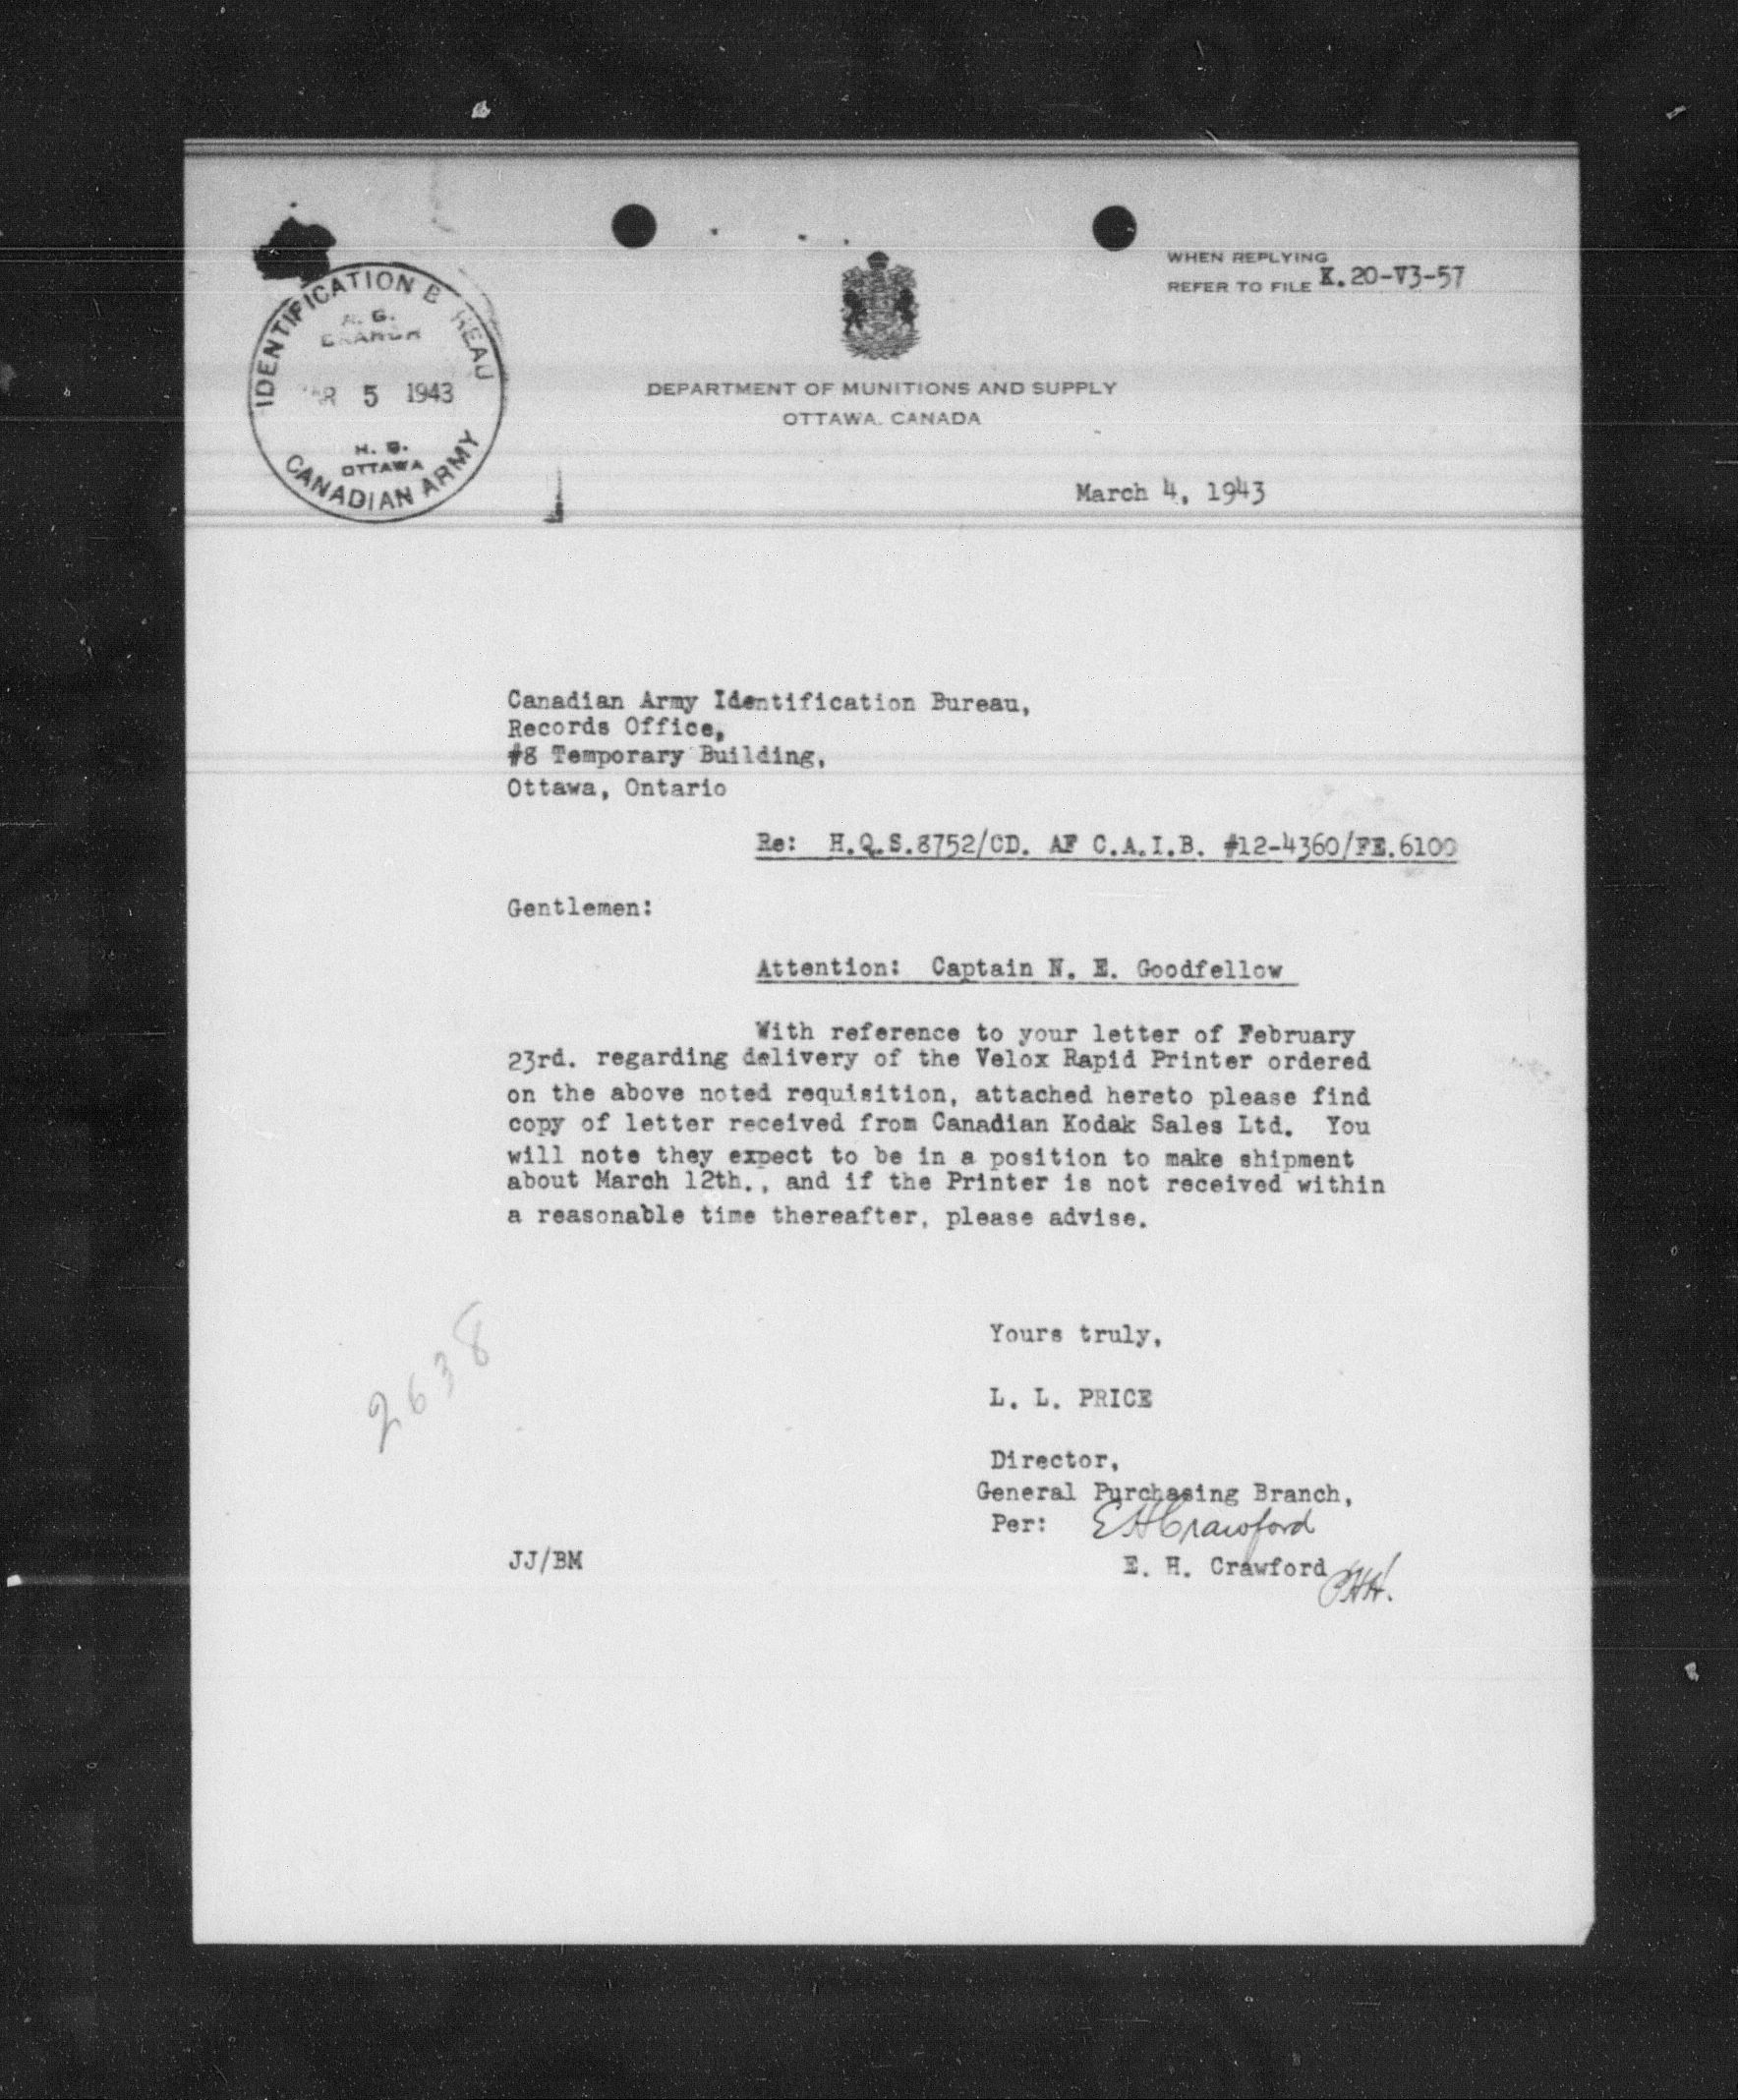 WHEN REPLYING
REFER TO FILE K.20-V3-57
IDENTIFICATION B REAU
A. G.
BRANCH
5 1943
H. Q.
OTTAWA
CANADIAN ARMY
DEPARTMENT OF MUNITIONS AND SUPPLY
OTTAWA, CANADA
March 4, 1943
Canadian Army Identification Bureau,
Records Office,
#8 Temporary Building,
Ottawa, Ontario
Re: H.Q.S.8752/CD. AF C.A.I.B. #12-4360/FE.6100
Gentlemen:
Attention: Captain N. E. Goodfellow
With reference to your letter of February
23rd. regarding delivery of the Velox Rapid Printer ordered
on the above noted requisition, attached hereto please find
copy of letter received from Canadian Kodak Sales Ltd. You
will note they expect to be in a position to make shipment
about March 12th., and if the Printer is not received within
a reasonable time thereafter, please advise.
2638
Yours truly,
L. L. PRICE
Director,
General Purchasing Branch,
Per: EHCrawford
JJ/BM E. H. Crawford